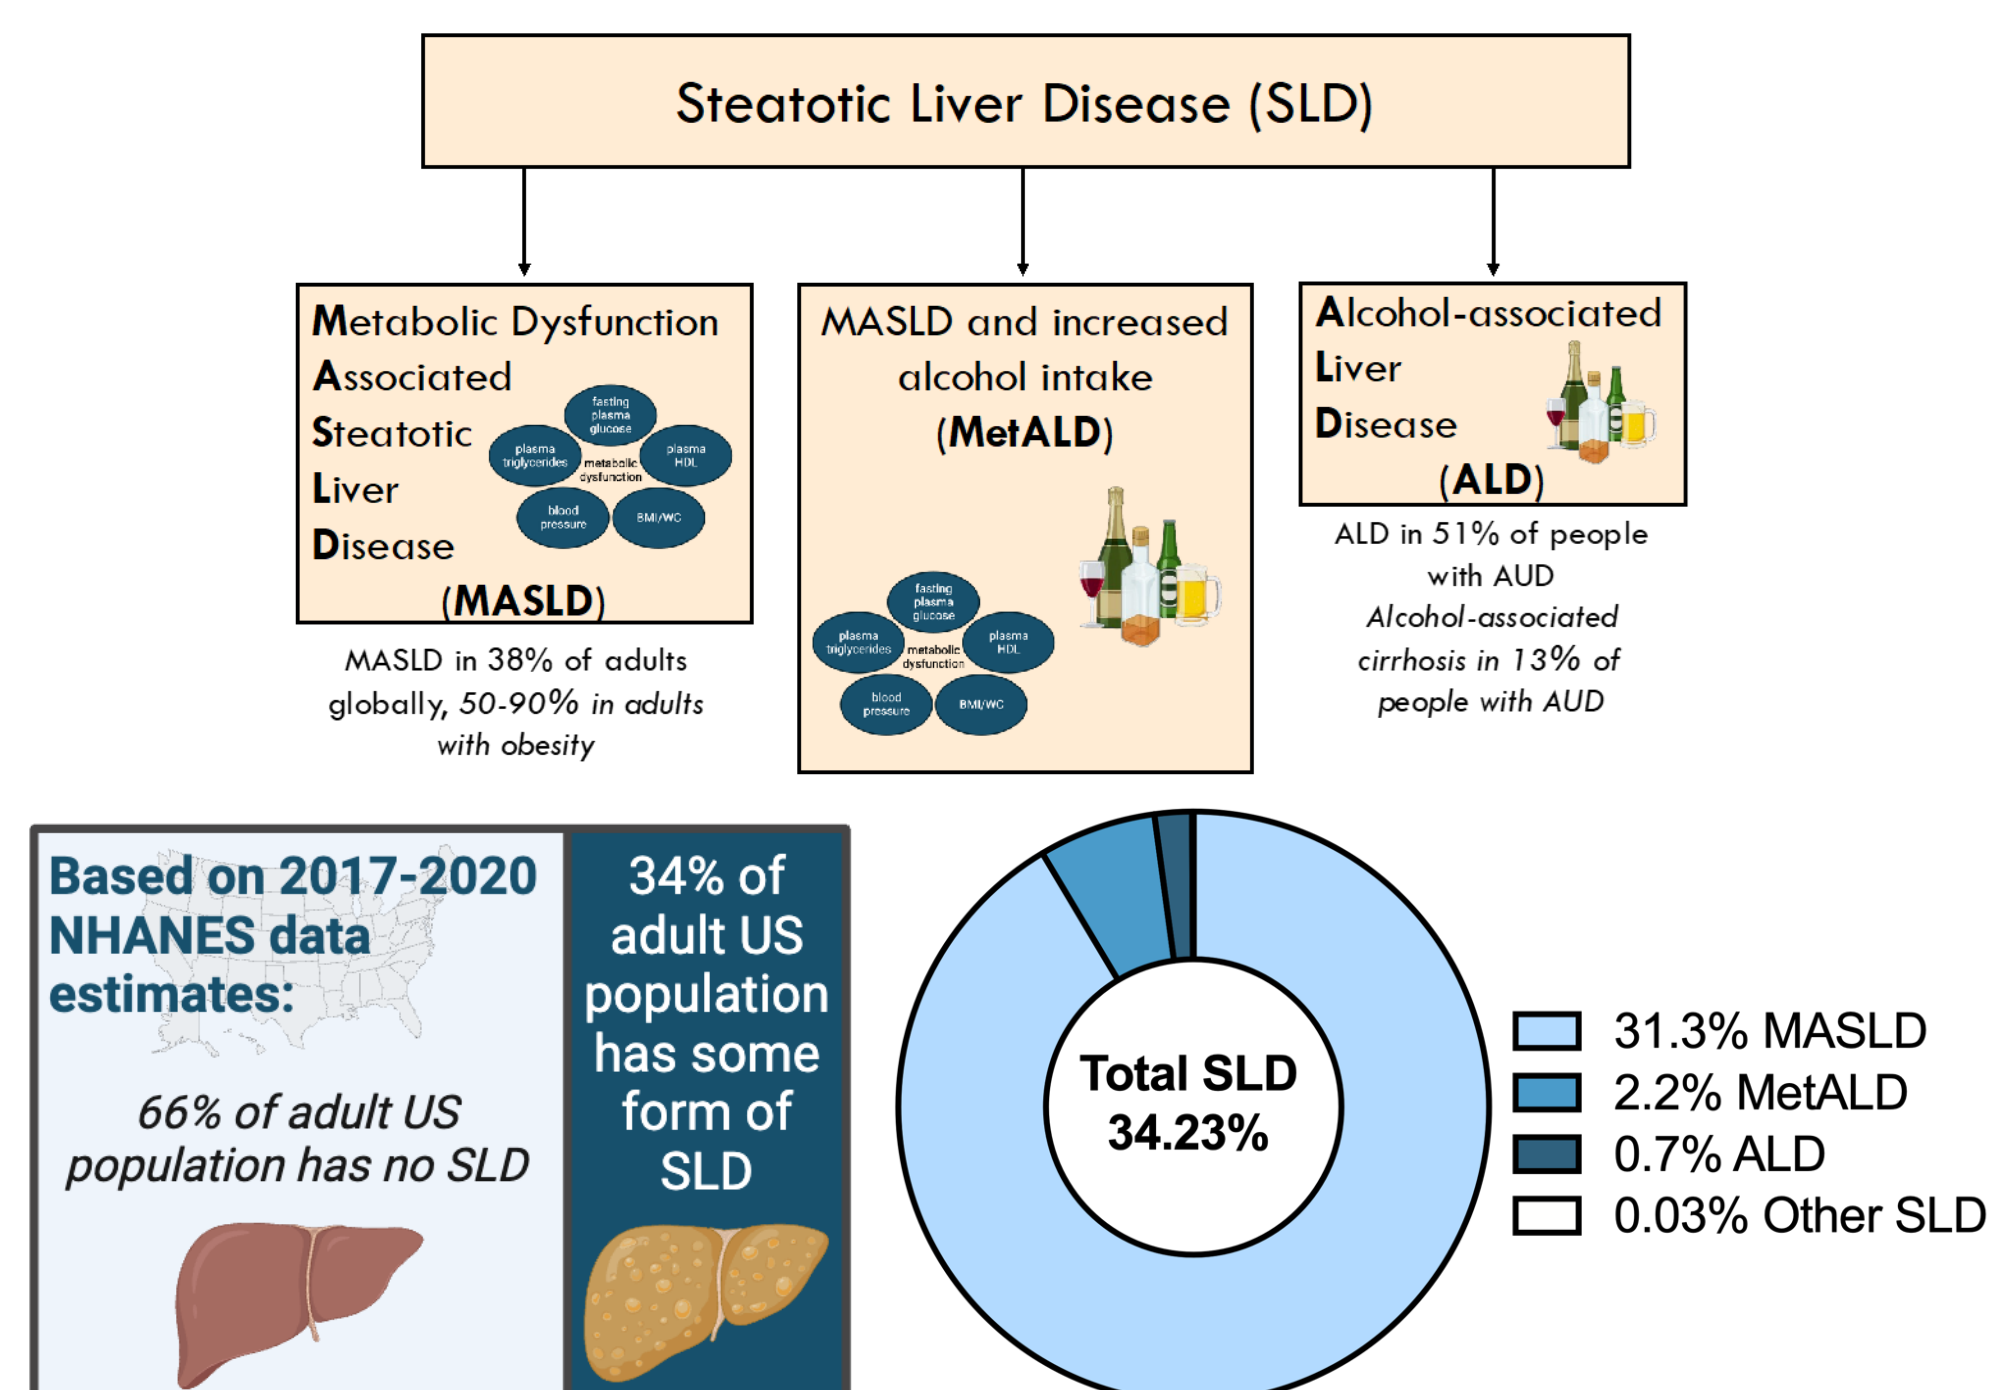 Steatotic Liver Disease (SLD)
Metabolic Dysfunction
Associated
Steatotic
Liver
Disease
(MASLD)
fasting
plasma
glucose
plasma
triglycerides
plasma
HDL
metabolic
dysfunction
blood
pressure
BMI/WC
MASLD in 38% of adults
globally, 50-90% in adults
with obesity
MASLD and increased
alcohol intake
(MetALD)
fasting
plasma
glucose
plasma
triglycerides
plasma
HDL
metabolic
dysfunction
blood
pressure
BMI/WC
Alcohol-associated
Liver
Disease
(ALD)
ALD in 51% of people
with AUD
Alcohol-associated
cirrhosis in 13% of
people with AUD
Based on 2017-2020
NHANES data
estimates:
66% of adult US
population has no SLD
34% of
adult US
population
has some
form of
SLD
Total SLD
34.23%
31.3% MASLD
2.2% MetALD
0.7% ALD
0.03% Other SLD